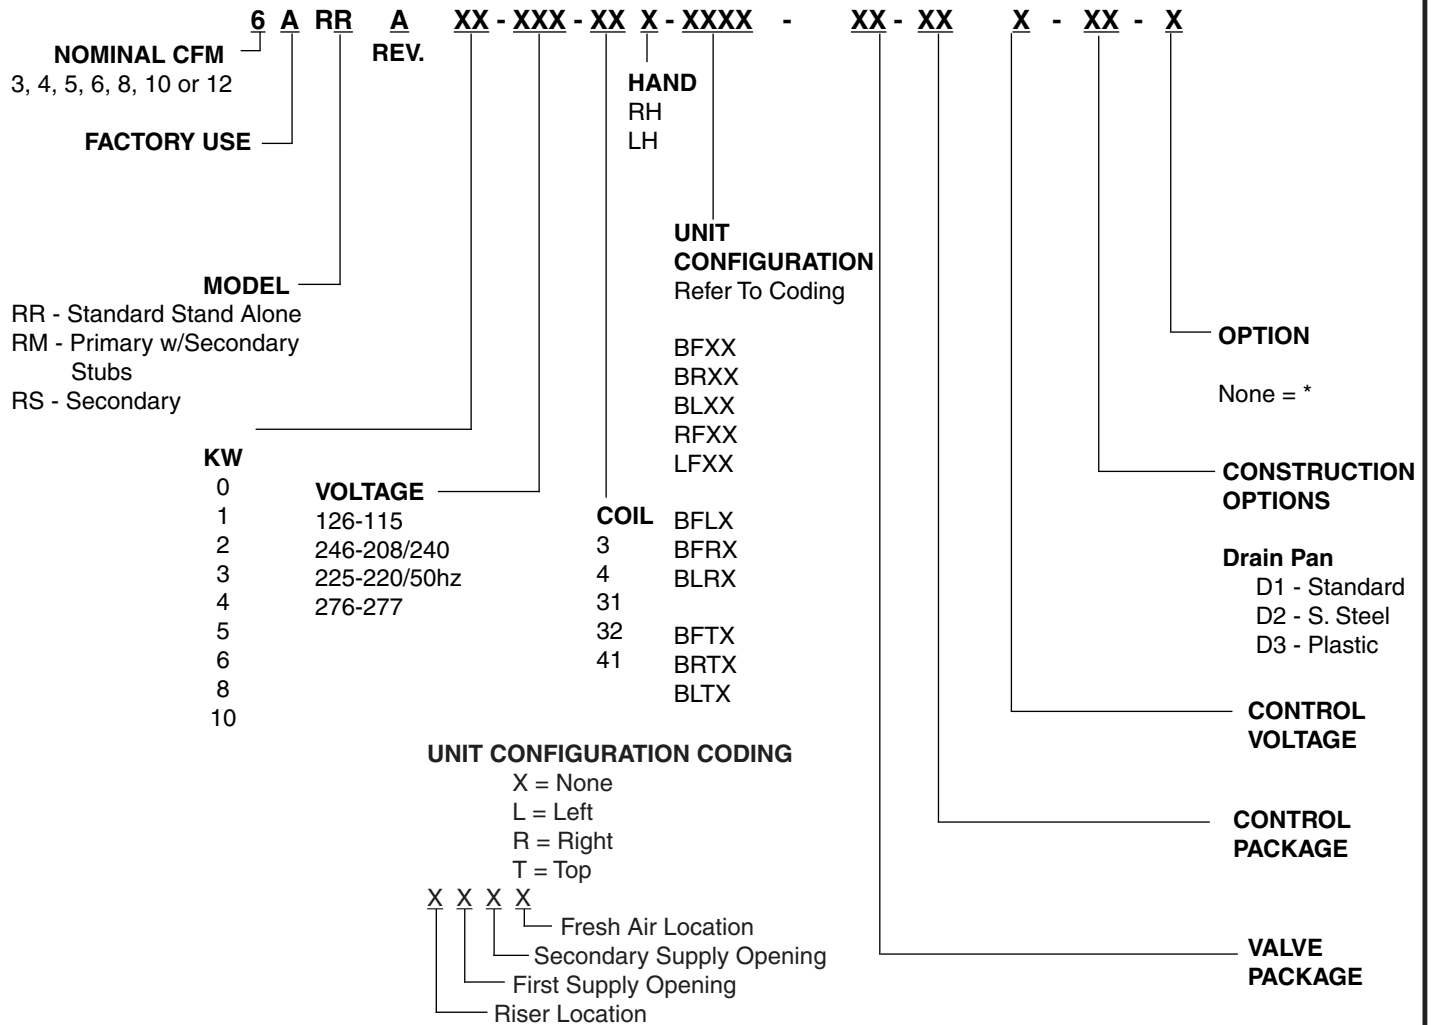 6 A RR A XX - XXX - XX X - XXXX - XX - XX X - XX - X
NOMINAL CFM
3, 4, 5, 6, 8, 10 or 12
REV.
HAND
RH
LH
FACTORY USE
UNIT
CONFIGURATION
Refer To Coding
BFXX
BRXX
BLXX
RFXX
LFXX
BFLX
BFRX
BLRX
BFTX
BRTX
BLTX
MODEL
RR - Standard Stand Alone
RM - Primary w/Secondary
Stubs
RS - Secondary
KW
0
1
2
3
4
5
6
8
10
VOLTAGE
126-115
246-208/240
225-220/50hz
276-277
COIL
3
4
31
32
41
OPTION
None = *
CONSTRUCTION
OPTIONS
Drain Pan
D1 - Standard
D2 - S. Steel
D3 - Plastic
CONTROL
VOLTAGE
CONTROL
PACKAGE
VALVE
PACKAGE
UNIT CONFIGURATION CODING
X = None
L = Left
R = Right
T = Top
X X X X
Fresh Air Location
Secondary Supply Opening
First Supply Opening
Riser Location